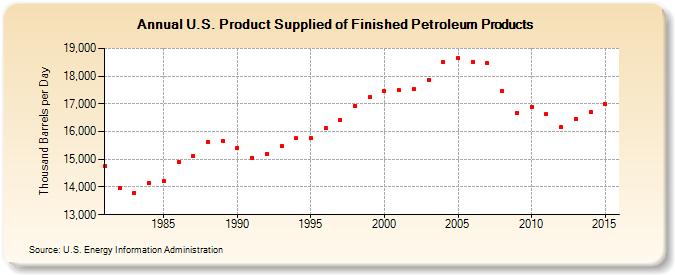 Annual U.S. Product Supplied of Finished Petroleum Products
Thousand Barrels per Day
19,000
18,000
17,000
16,000
15,000
14,000
13,000
1985 1990 1995 2000 2005 2010 2015
Source: U.S. Energy Information Administration